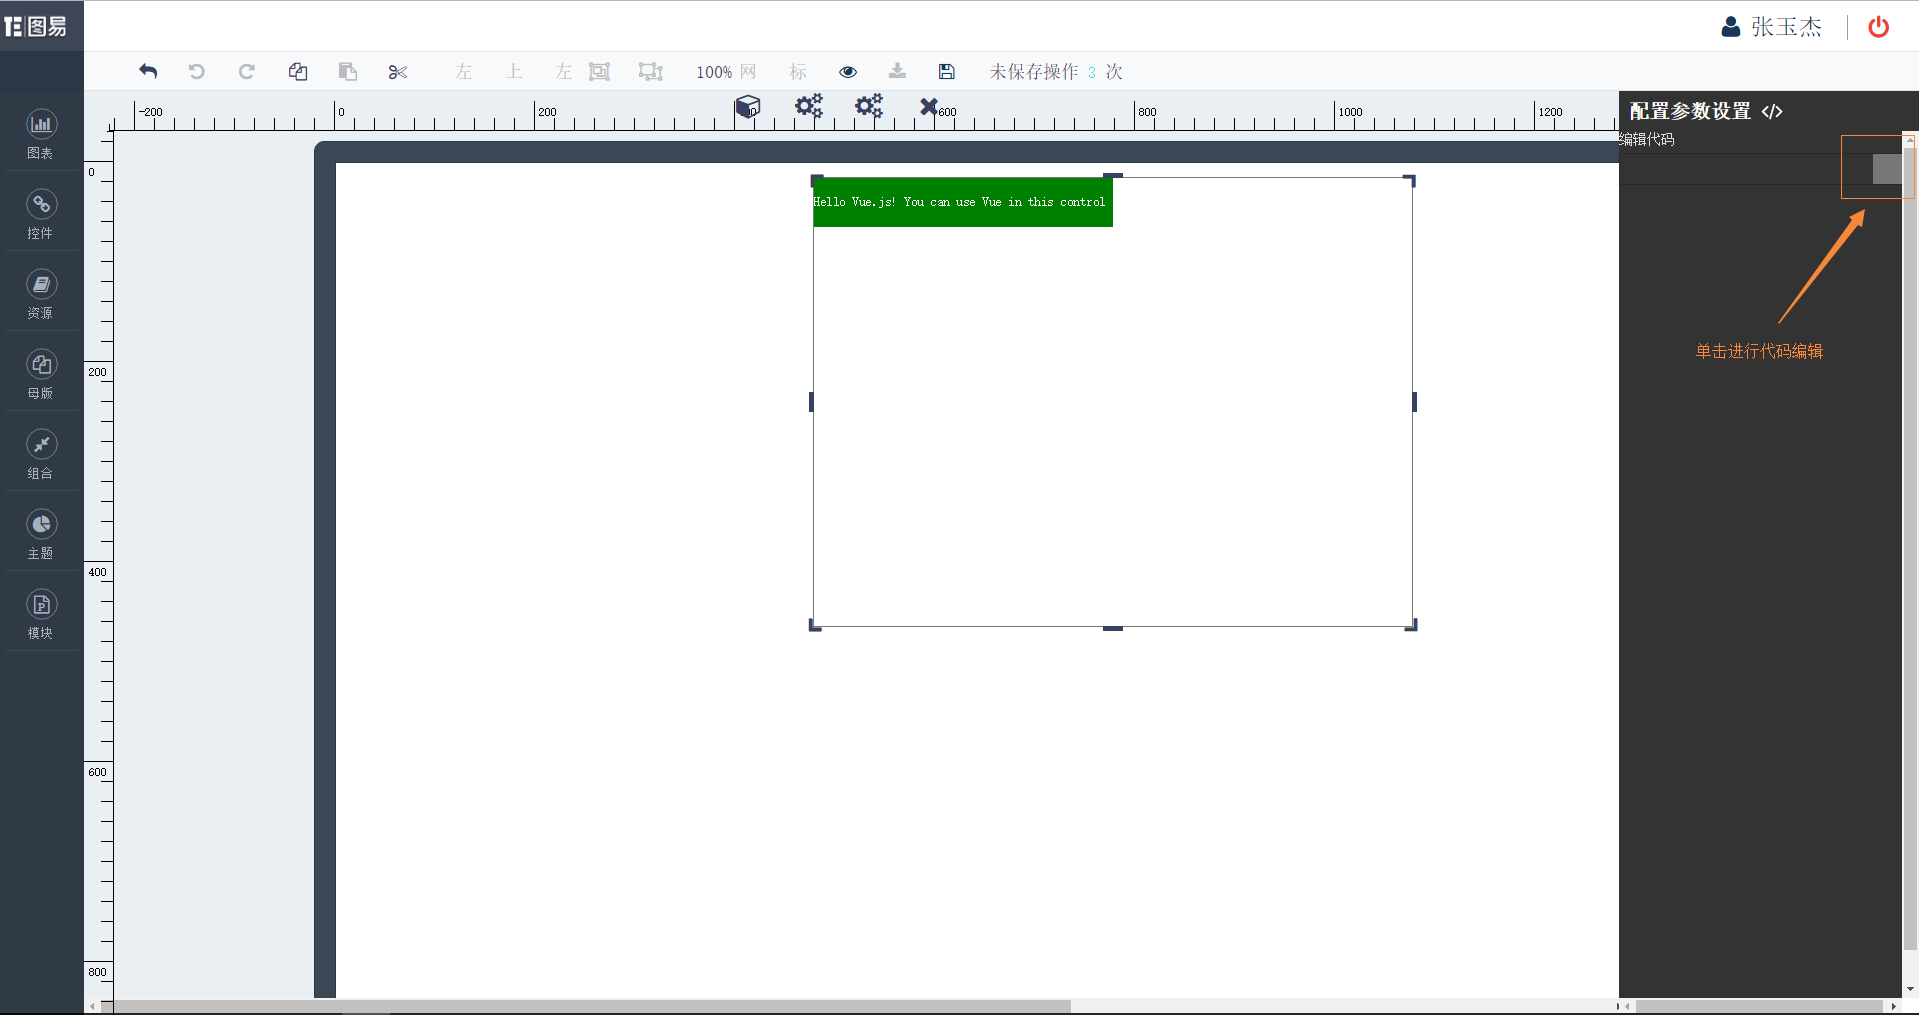 TE图易
张玉杰
左 上 左 100% 网 标 未保存操作 3 次
-200 0 200 600 800 1000 1200
配置参数设置 </>
编辑代码
图表
控件
资源
母版
组合
主题
模块
0
200
400
600
800
Hello Vue.js! You can use Vue in this control
单击进行代码编辑